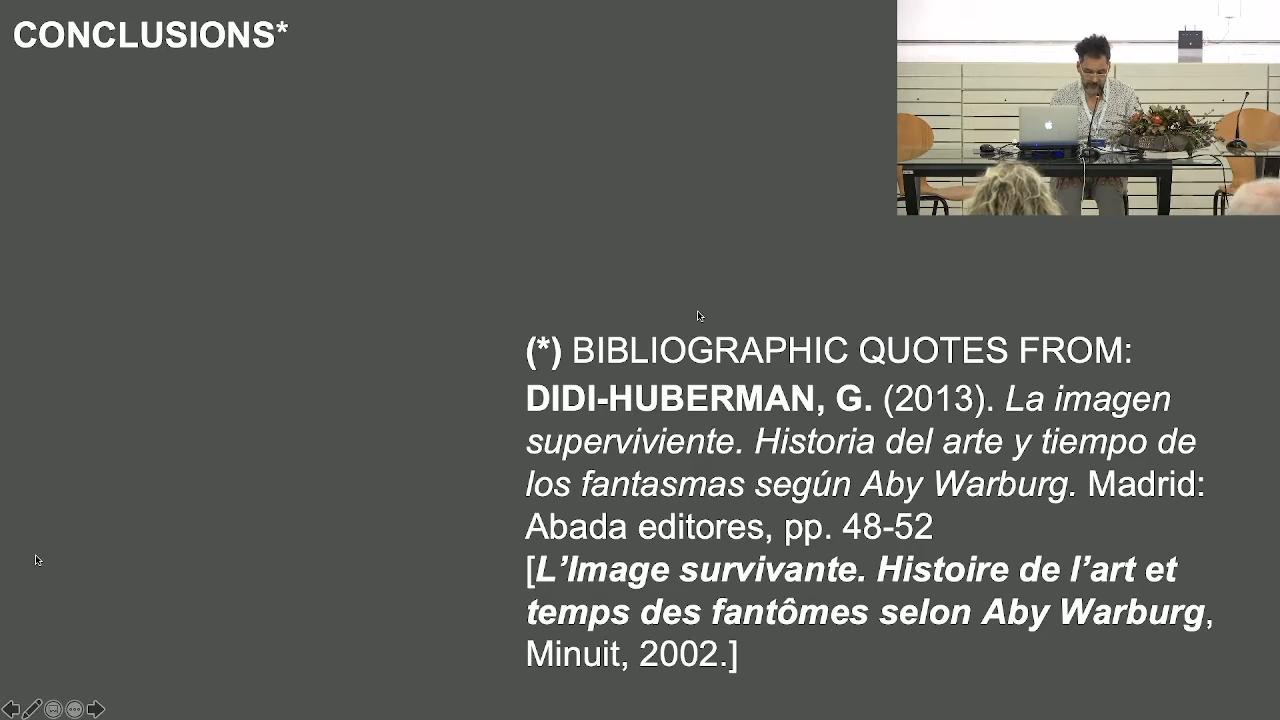 CONCLUSIONS*
(*) BIBLIOGRAPHIC QUOTES FROM:
DIDI-HUBERMAN, G. (2013). La imagen
superviviente. Historia del arte y tiempo de
los fantasmas según Aby Warburg. Madrid:
Abada editores, pp. 48-52
[L’Image survivante. Histoire de l’art et
temps des fantômes selon Aby Warburg,
Minuit, 2002.]